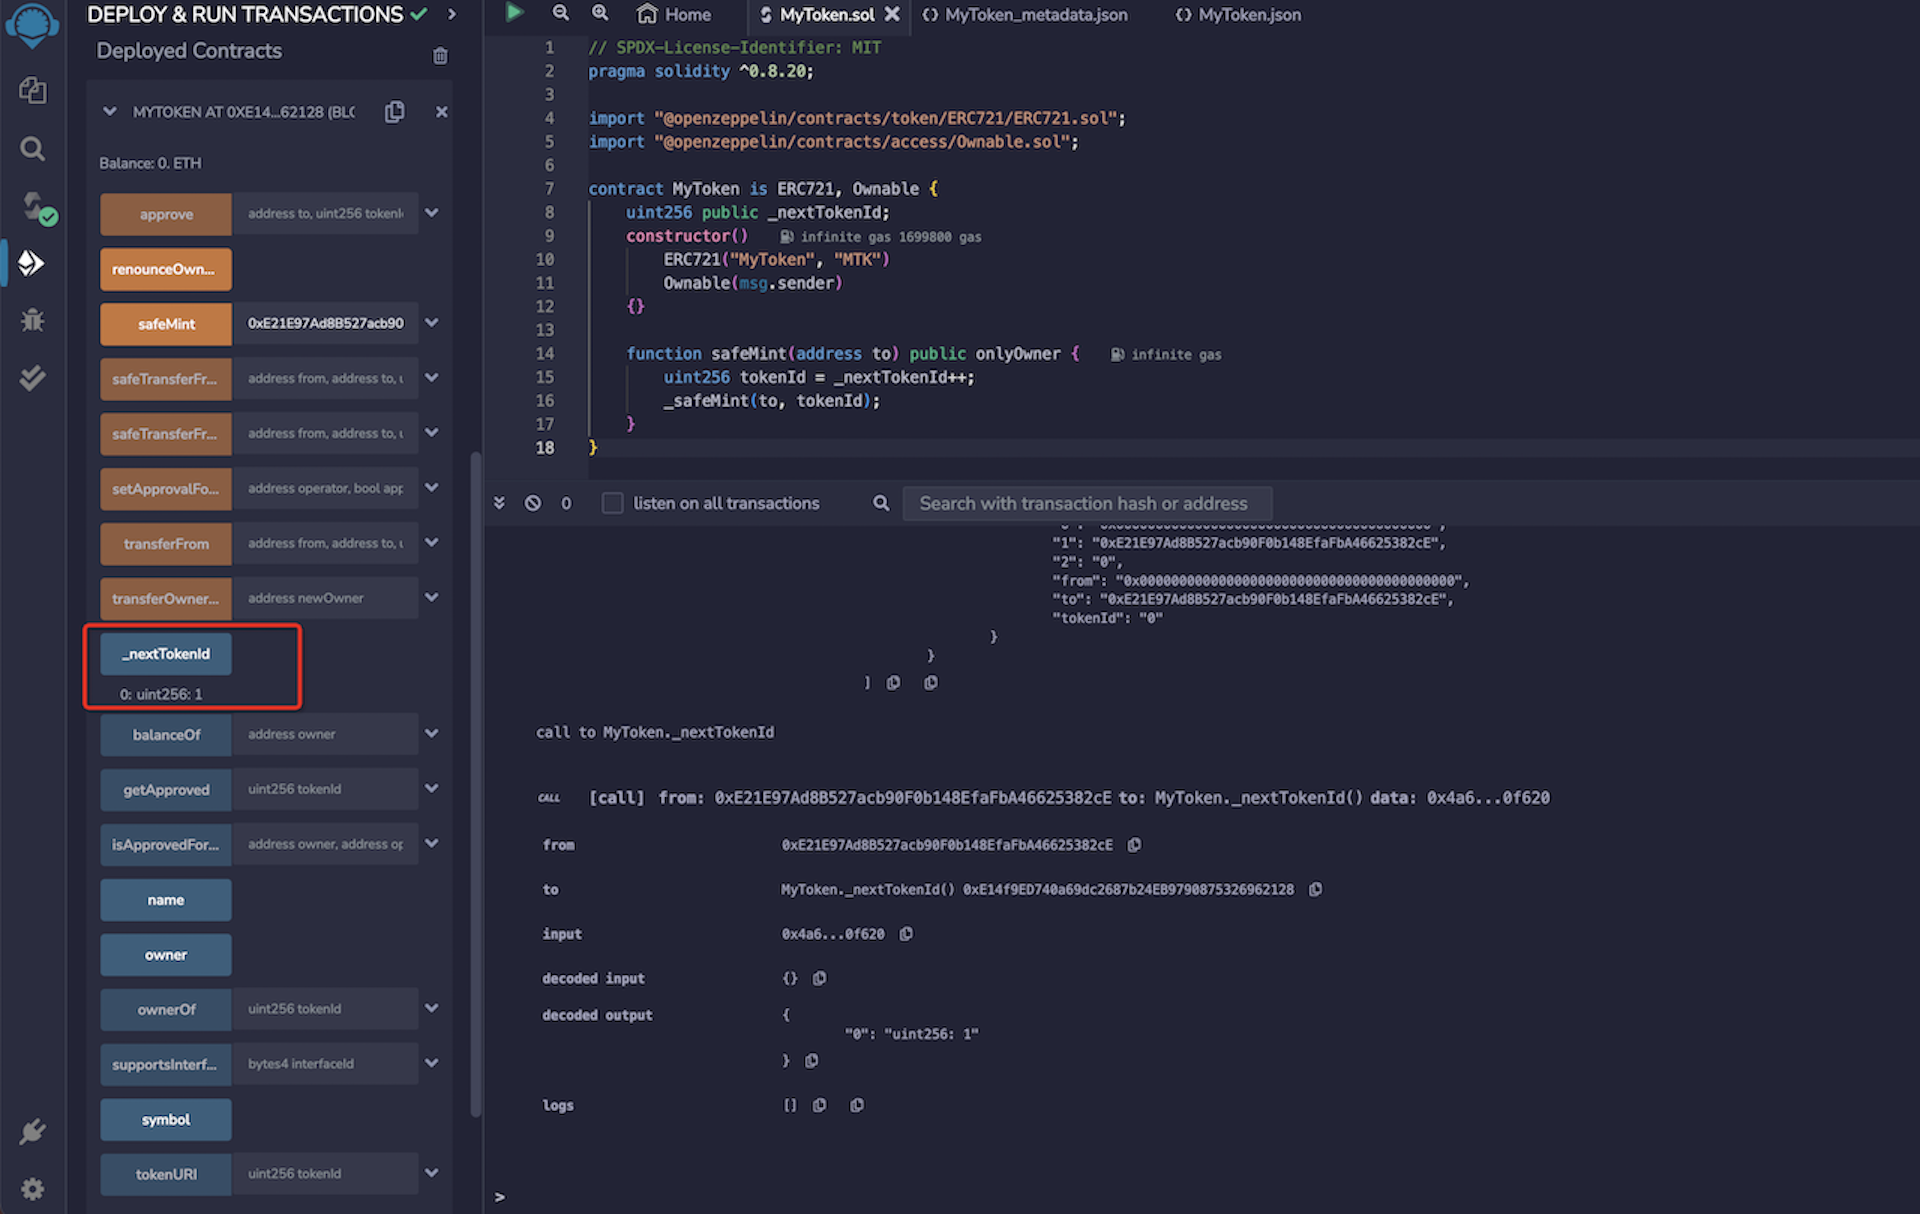 DEPLOY & RUN TRANSACTIONS
Deployed Contracts
MYTOKEN AT 0XE14...62128 (BLC
Balance: 0. ETH
approve address to, uint256 tokenI
renounceOwn...
safeMint 0xE21E97Ad8B527acb90
safeTransferFr... address from, address to, u
safeTransferFr... address from, address to, u
setApprovalFo... address operator, bool app
transferFrom address from, address to, u
transferOwner... address newOwner
_nextTokenId
0: uint256: 1
balanceOf address owner
getApproved uint256 tokenId
isApprovedFor... address owner, address op
name
owner
ownerOf uint256 tokenId
supportsInterf... bytes4 interfaceId
symbol
tokenURI uint256 tokenId
Home MyToken.sol MyToken_metadata.json MyToken.json
1 // SPDX-License-Identifier: MIT
2 pragma solidity ^0.8.20;
3
4 import "@openzeppelin/contracts/token/ERC721/ERC721.sol";
5 import "@openzeppelin/contracts/access/Ownable.sol";
6
7 contract MyToken is ERC721, Ownable {
8 uint256 public _nextTokenId;
9 constructor() infinite gas 1699800 gas
10 ERC721("MyToken", "MTK")
11 Ownable(msg.sender)
12 {}
13
14 function safeMint(address to) public onlyOwner { infinite gas
15 uint256 tokenId = _nextTokenId++;
16 _safeMint(to, tokenId);
17 }
18 }
0 listen on all transactions Search with transaction hash or address
"1": "0xE21E97Ad8B527acb90F0b148EfaFbA46625382cE",
"2": "0",
"from": "0x0000000000000000000000000000000000000000",
"to": "0xE21E97Ad8B527acb90F0b148EfaFbA46625382cE",
"tokenId": "0"
}
}
]
call to MyToken._nextTokenId
CALL [call] from: 0xE21E97Ad8B527acb90F0b148EfaFbA46625382cE to: MyToken._nextTokenId() data: 0x4a6...0f620
from 0xE21E97Ad8B527acb90F0b148EfaFbA46625382cE
to MyToken._nextTokenId() 0xE14f9ED740a69dc2687b24EB9790875326962128
input 0x4a6...0f620
decoded input {}
decoded output {
"0": "uint256: 1"
}
logs []
>